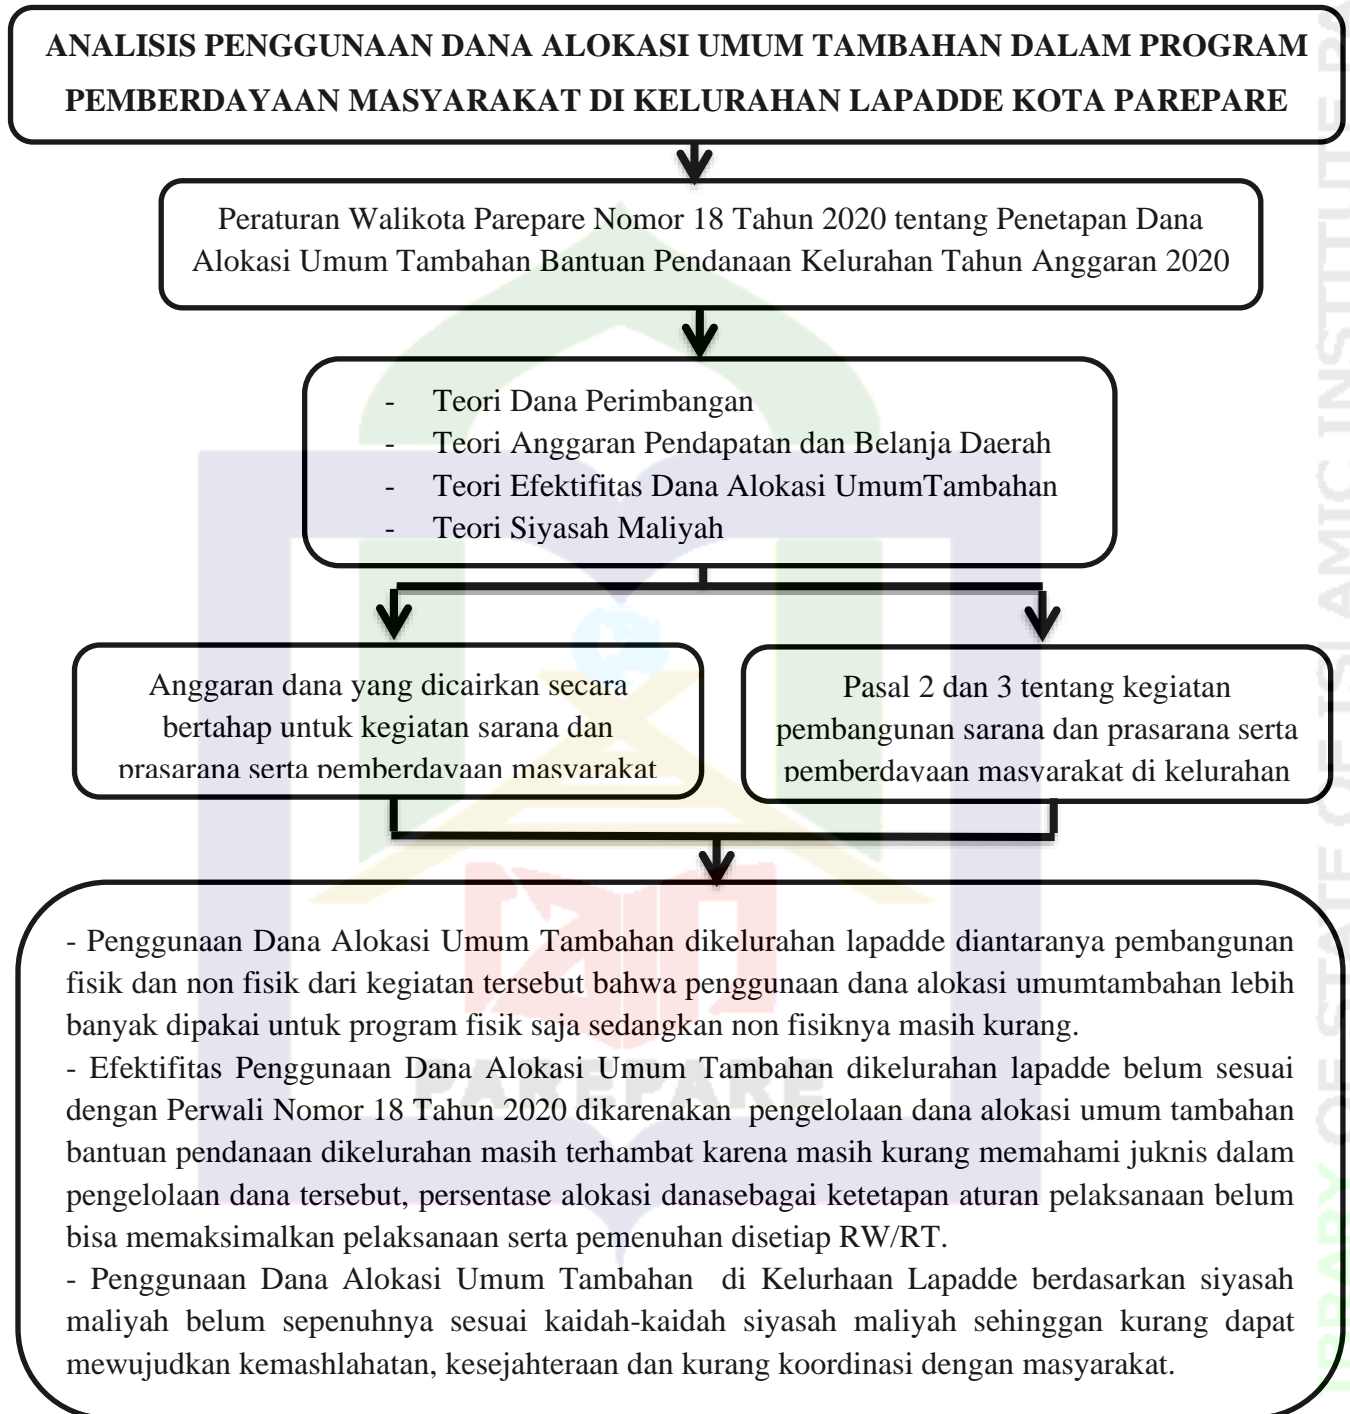 ANALISIS PENGGUNAAN DANA ALOKASI UMUM TAMBAHAN DALAM PROGRAM
PEMBERDAYAAN MASYARAKAT DI KELURAHAN LAPADDE KOTA PAREPARE
Peraturan Walikota Parepare Nomor 18 Tahun 2020 tentang Penetapan Dana
Alokasi Umum Tambahan Bantuan Pendanaan Kelurahan Tahun Anggaran 2020
- Teori Dana Perimbangan
- Teori Anggaran Pendapatan dan Belanja Daerah
- Teori Efektifitas Dana Alokasi UmumTambahan
- Teori Siyasah Maliyah
Anggaran dana yang dicairkan secara
bertahap untuk kegiatan sarana dan
prasarana serta pemberdayaan masyarakat
Pasal 2 dan 3 tentang kegiatan
pembangunan sarana dan prasarana serta
pemberdayaan masyarakat di kelurahan
- Penggunaan Dana Alokasi Umum Tambahan dikelurahan lapadde diantaranya pembangunan
fisik dan non fisik dari kegiatan tersebut bahwa penggunaan dana alokasi umumtambahan lebih
banyak dipakai untuk program fisik saja sedangkan non fisiknya masih kurang.
- Efektifitas Penggunaan Dana Alokasi Umum Tambahan dikelurahan lapadde belum sesuai
dengan Perwali Nomor 18 Tahun 2020 dikarenakan pengelolaan dana alokasi umum tambahan
bantuan pendanaan dikelurahan masih terhambat karena masih kurang memahami juknis dalam
pengelolaan dana tersebut, persentase alokasi danasebagai ketetapan aturan pelaksanaan belum
bisa memaksimalkan pelaksanaan serta pemenuhan disetiap RW/RT.
- Penggunaan Dana Alokasi Umum Tambahan di Kelurhaan Lapadde berdasarkan siyasah
maliyah belum sepenuhnya sesuai kaidah-kaidah siyasah maliyah sehinggan kurang dapat
mewujudkan kemashlahatan, kesejahteraan dan kurang koordinasi dengan masyarakat.
PAREPARE
OF STATE OF ISLAMIC